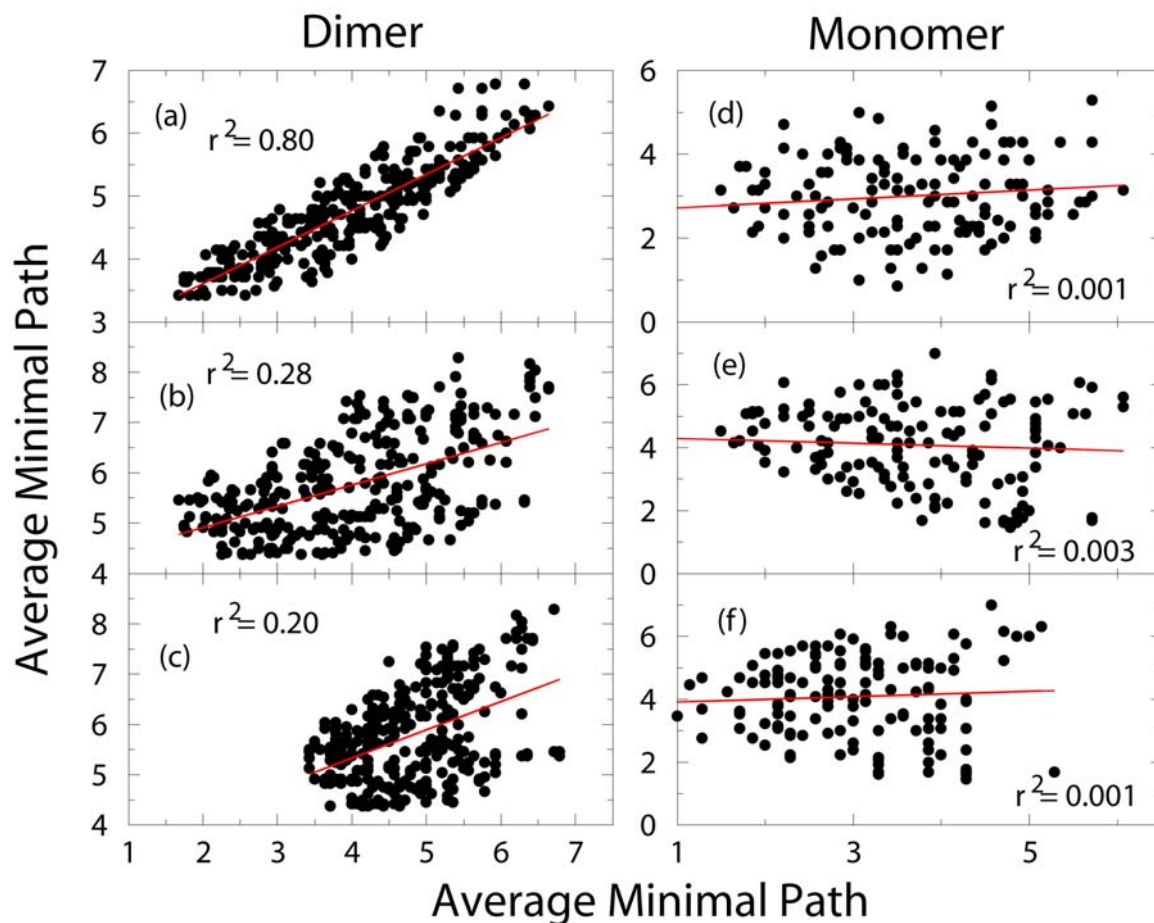 Dimer
Monomer
Average Minimal Path
7
6
5
4
3
(a)
r²= 0.80
6
4
2
0
(d)
r²= 0.001
8
7
6
5
4
(b)
r²= 0.28
6
4
2
0
(e)
r²= 0.003
8
7
6
5
4
(c)
r²= 0.20
6
4
2
0
(f)
r²= 0.001
1 2 3 4 5 6 7
1 3 5
Average Minimal Path